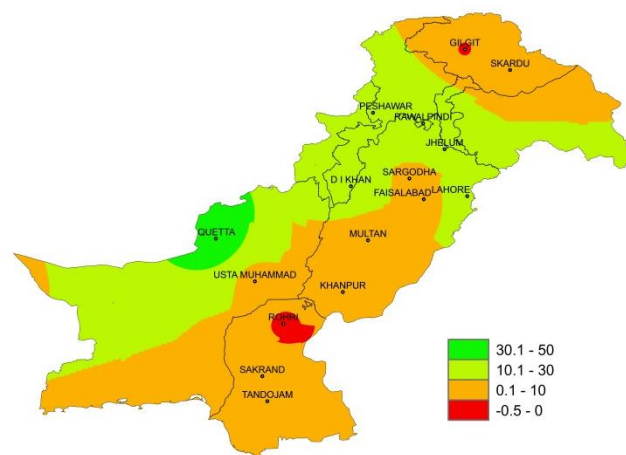 GILGIT
SKARDU
PESHAWAR
RAWALPINDI
JHELUM
D I KHAN
SARGODHA
FAISALABAD
LAHORE
QUETTA
MULTAN
USTA MUHAMMAD
KHANPUR
ROHRI
SAKRAND
TANDOJAM
30.1 - 50
10.1 - 30
0.1 - 10
-0.5 - 0